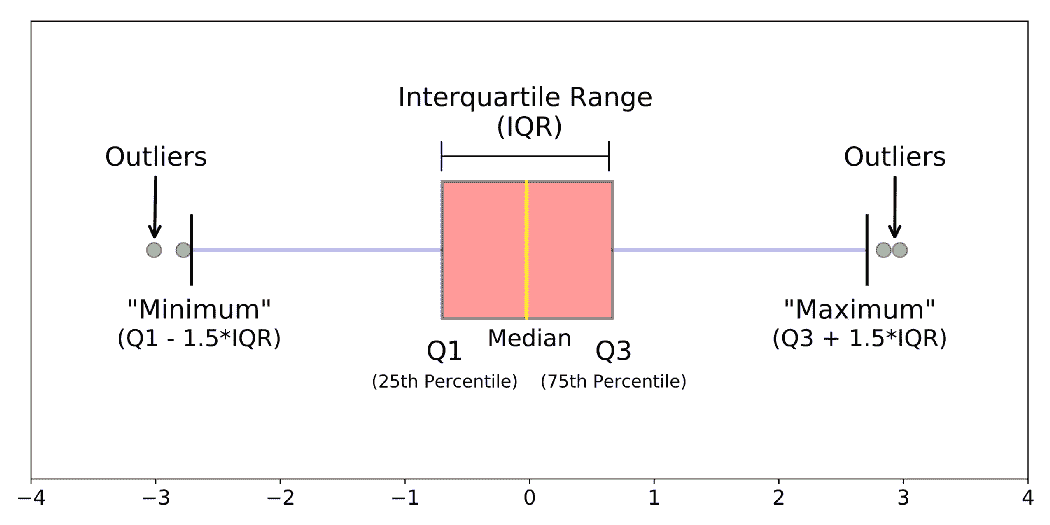 Interquartile Range
(IQR)
Outliers
Outliers
"Minimum"
(Q1 - 1.5*IQR)
"Maximum"
(Q3 + 1.5*IQR)
Median
Q1
Q3
(25th Percentile)
(75th Percentile)
−4
−3
−2
−1
0
1
2
3
4